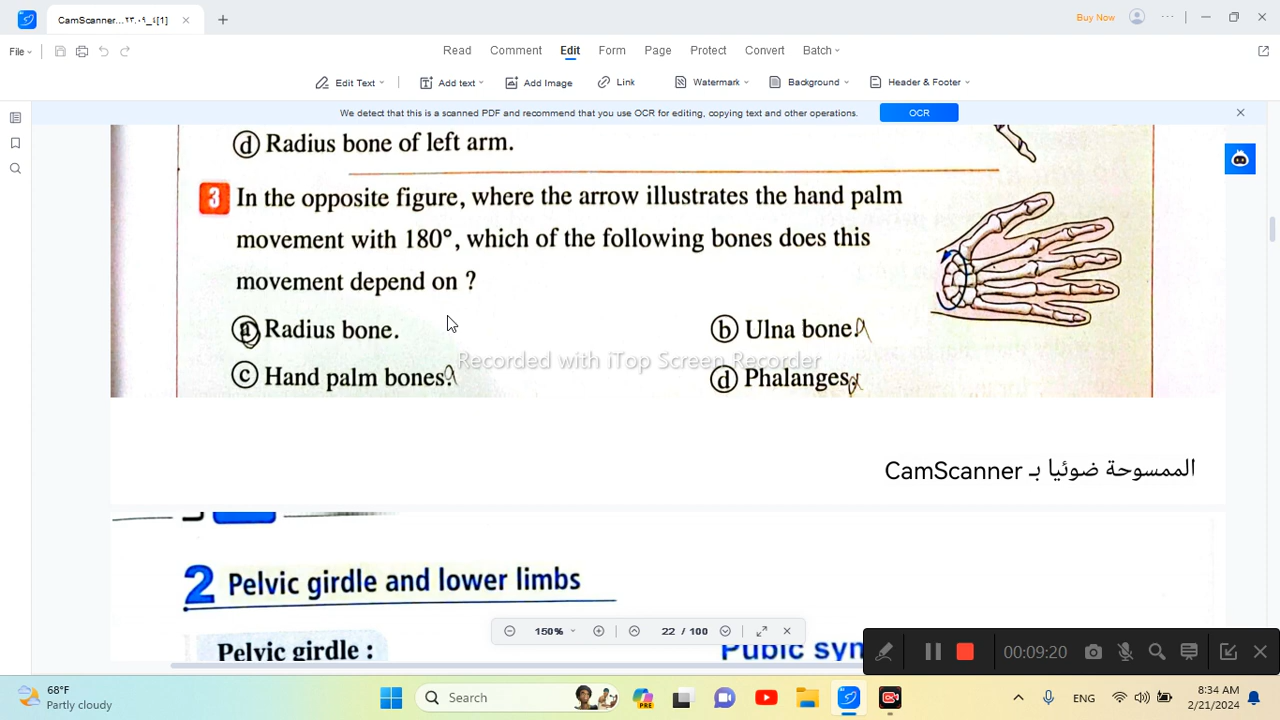 CamScanner...٢٣.٠٩_٤[1]
Buy Now
File
Read Comment Edit Form Page Protect Convert Batch
Edit Text Add text Add Image Link Watermark Background Header & Footer
We detect that this is a scanned PDF and recommend that you use OCR for editing, copying text and other operations. OCR
ⓓ Radius bone of left arm.
3 In the opposite figure, where the arrow illustrates the hand palm
movement with 180°, which of the following bones does this
movement depend on ?
ⓐ Radius bone. ⓑ Ulna bone.
Recorded with iTop Screen Recorder
ⓒ Hand palm bones. ⓓ Phalanges.
الممسوحة ضوئيا بـ CamScanner
2 Pelvic girdle and lower limbs
150% 22 / 100
Pelvic girdle :
Pubic sym
00:09:20
68°F
Partly cloudy
Search
PRE
ENG
8:34 AM
2/21/2024